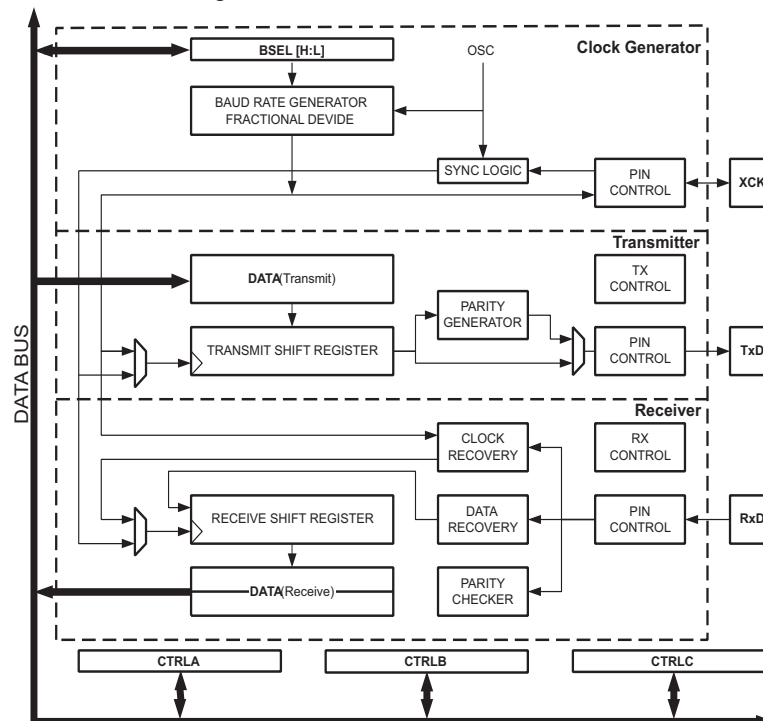 BSEL [H:L]
OSC
Clock Generator
BAUD RATE GENERATOR
FRACTIONAL DEVIDE
SYNC LOGIC
PIN
CONTROL
XCK
Transmitter
DATA(Transmit)
TX
CONTROL
PARITY
GENERATOR
TRANSMIT SHIFT REGISTER
PIN
CONTROL
TxD
DATA BUS
Receiver
CLOCK
RECOVERY
RX
CONTROL
RECEIVE SHIFT REGISTER
DATA
RECOVERY
PIN
CONTROL
RxD
DATA(Receive)
PARITY
CHECKER
CTRLA
CTRLB
CTRLC